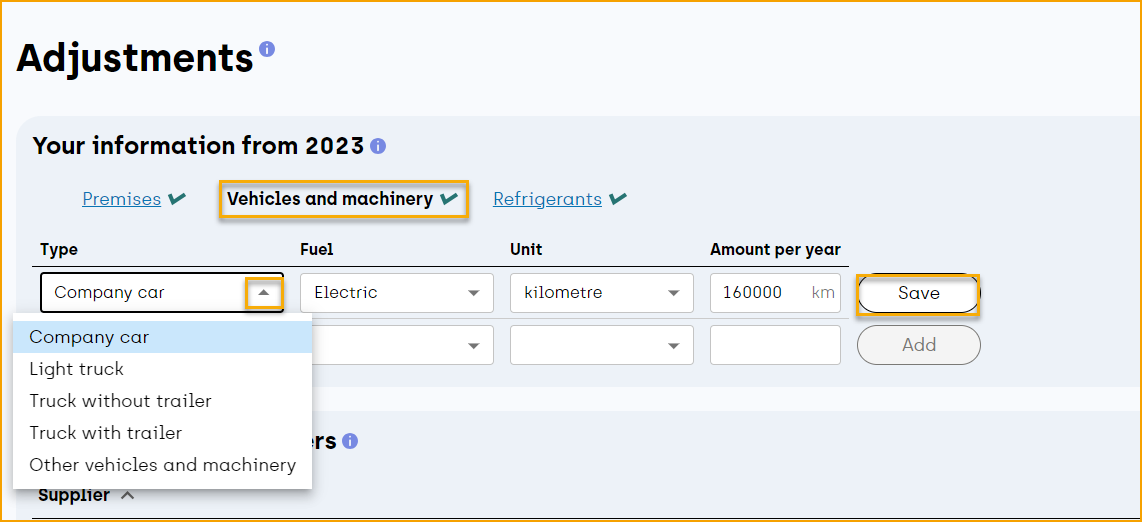 Adjustments
Your information from 2023
Premises Vehicles and machinery Refrigerants
Type Fuel Unit Amount per year
Company car Electric kilometre 160000 km Save
Company car
Add
Light truck
Truck without trailer
Truck with trailer
ers
Other vehicles and machinery
Supplier